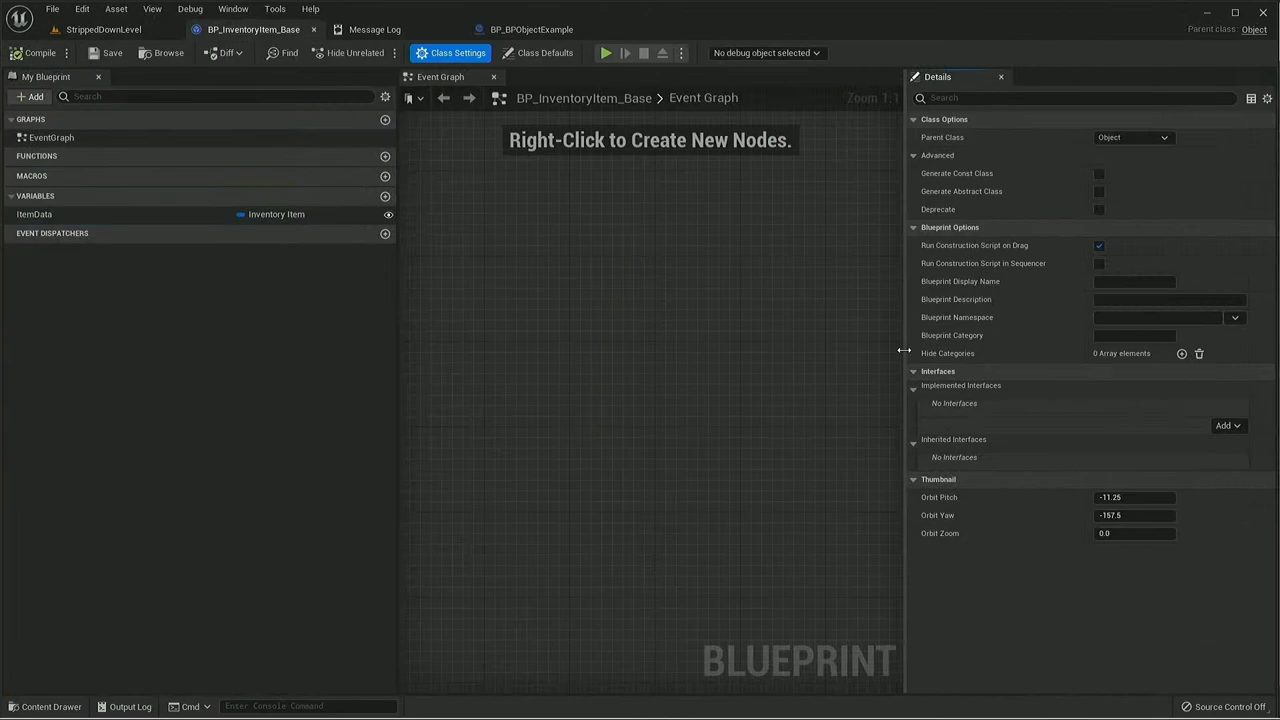 File Edit Asset View Debug Window Tools Help
StrippedDownLevel BP_InventoryItem_Base Message Log BP_BPObjectExample Parent class: Object
Compile Save Browse Diff Find Hide Unrelated Class Settings Class Defaults No debug object selected
My Blueprint Event Graph Details
Add Search BP_InventoryItem_Base > Event Graph Zoom 1:1 Search
GRAPHS
EventGraph
FUNCTIONS
MACROS
VARIABLES
ItemData Inventory Item
EVENT DISPATCHERS
Right-Click to Create New Nodes.
BLUEPRINT
Class Options
Parent Class Object
Advanced
Generate Const Class
Generate Abstract Class
Deprecate
Blueprint Options
Run Construction Script on Drag
Run Construction Script in Sequencer
Blueprint Display Name
Blueprint Description
Blueprint Namespace
Blueprint Category
Hide Categories 0 Array elements
Interfaces
Implemented Interfaces
No Interfaces
Add
Inherited Interfaces
No Interfaces
Thumbnail
Orbit Pitch -11.25
Orbit Yaw -157.5
Orbit Zoom 0.0
Content Drawer Output Log Cmd Enter Console Command Source Control Off